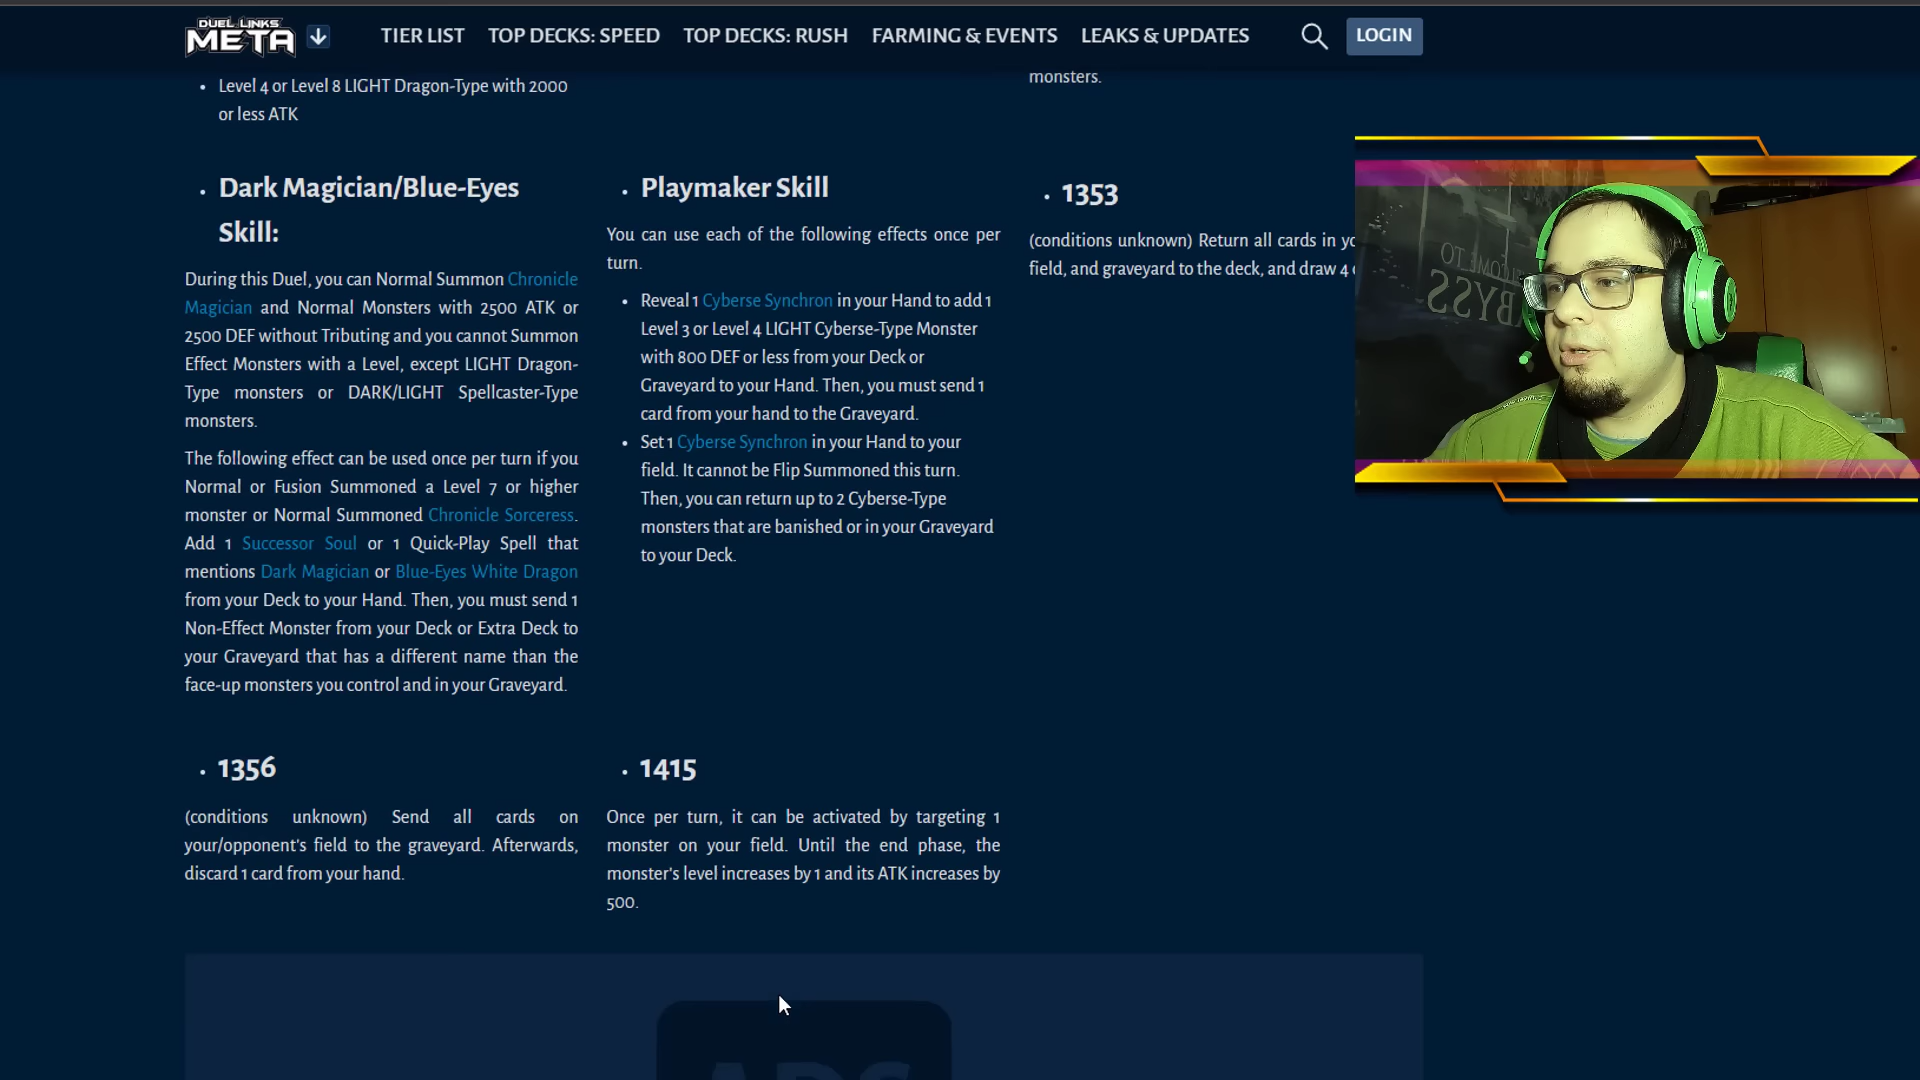 DUEL LINKS
META
TIER LIST
TOP DECKS: SPEED
TOP DECKS: RUSH
FARMING & EVENTS
LEAKS & UPDATES
LOGIN
• Level 4 or Level 8 LIGHT Dragon-Type with 2000
or less ATK
monsters.
• Dark Magician/Blue-Eyes
Skill:
During this Duel, you can Normal Summon Chronicle
Magician and Normal Monsters with 2500 ATK or
2500 DEF without Tributing and you cannot Summon
Effect Monsters with a Level, except LIGHT Dragon-
Type monsters or DARK/LIGHT Spellcaster-Type
monsters.
The following effect can be used once per turn if you
Normal or Fusion Summoned a Level 7 or higher
monster or Normal Summoned Chronicle Sorceress.
Add 1 Successor Soul or 1 Quick-Play Spell that
mentions Dark Magician or Blue-Eyes White Dragon
from your Deck to your Hand. Then, you must send 1
Non-Effect Monster from your Deck or Extra Deck to
your Graveyard that has a different name than the
face-up monsters you control and in your Graveyard.
• Playmaker Skill
You can use each of the following effects once per
turn.
• Reveal 1 Cyberse Synchron in your Hand to add 1
Level 3 or Level 4 LIGHT Cyberse-Type Monster
with 800 DEF or less from your Deck or
Graveyard to your Hand. Then, you must send 1
card from your hand to the Graveyard.
• Set 1 Cyberse Synchron in your Hand to your
field. It cannot be Flip Summoned this turn.
Then, you can return up to 2 Cyberse-Type
monsters that are banished or in your Graveyard
to your Deck.
• 1353
(conditions unknown) Return all cards in yo
field, and graveyard to the deck, and draw 4
• 1356
(conditions unknown) Send all cards on
your/opponent's field to the graveyard. Afterwards,
discard 1 card from your hand.
• 1415
Once per turn, it can be activated by targeting 1
monster on your field. Until the end phase, the
monster's level increases by 1 and its ATK increases by
500.
ADS